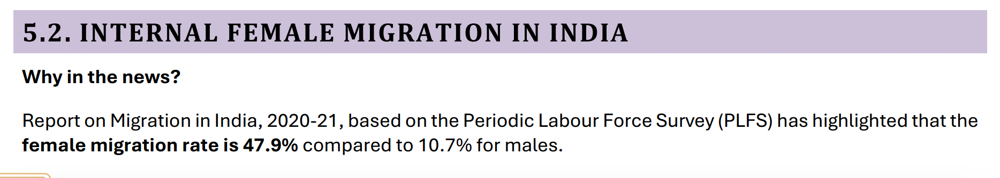 5.2. INTERNAL FEMALE MIGRATION IN INDIA
Why in the news?
Report on Migration in India, 2020-21, based on the Periodic Labour Force Survey (PLFS) has highlighted that the
female migration rate is 47.9% compared to 10.7% for males.